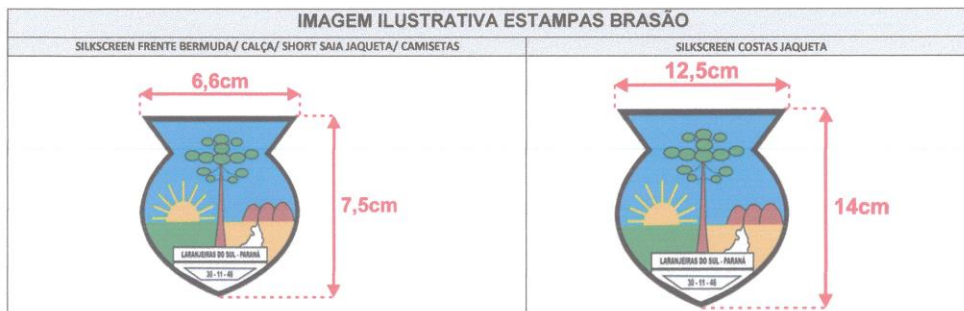 IMAGEM ILUSTRATIVA ESTAMPAS BRASÃO
SILKSCREEN FRENTE BERMUDA/ CALÇA/ SHORT SAIA JAQUETA/ CAMISETAS
SILKSCREEN COSTAS JAQUETA
6,6cm
12,5cm
7,5cm
14cm
LARANJEIRAS DO SUL - PARANÁ
30 - 11 - 46
LARANJEIRAS DO SUL - PARANÁ
30 - 11 - 46